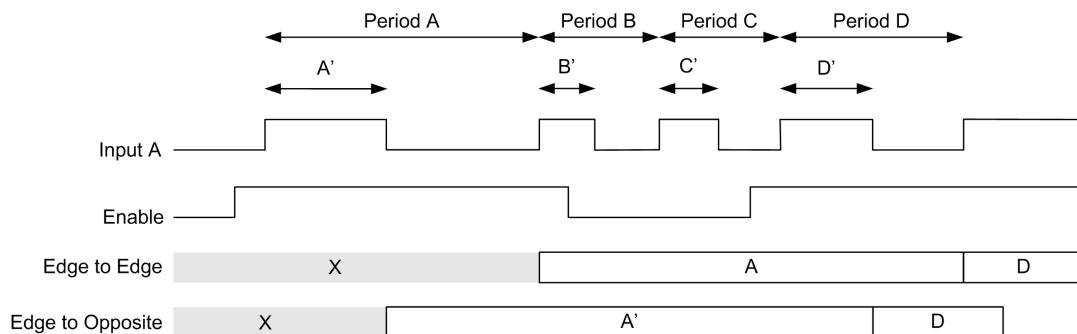 Period A Period B Period C Period D
A’ B’ C’ D’
Input A
Enable
Edge to Edge X A D
Edge to Opposite X A’ D